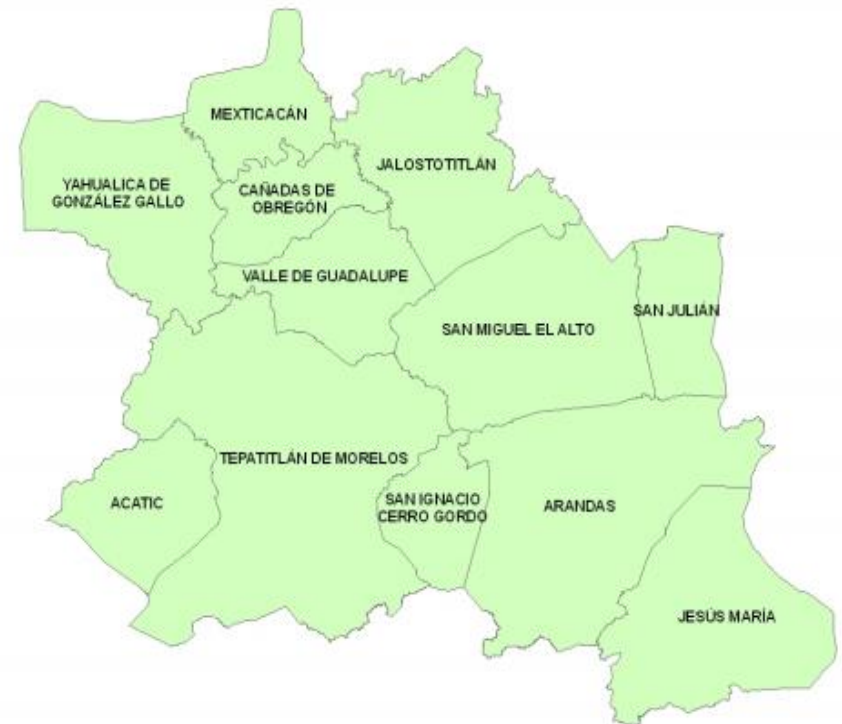 MEXTICACÁN
JALOSTOTITLÁN
YAHUALICA DE
GONZÁLEZ GALLO
CAÑADAS DE
OBREGÓN
VALLE DE GUADALUPE
SAN JULIÁN
SAN MIGUEL EL ALTO
TEPATITLÁN DE MORELOS
ACATIC
SAN IGNACIO
CERRO GORDO
ARANDAS
JESÚS MARÍA